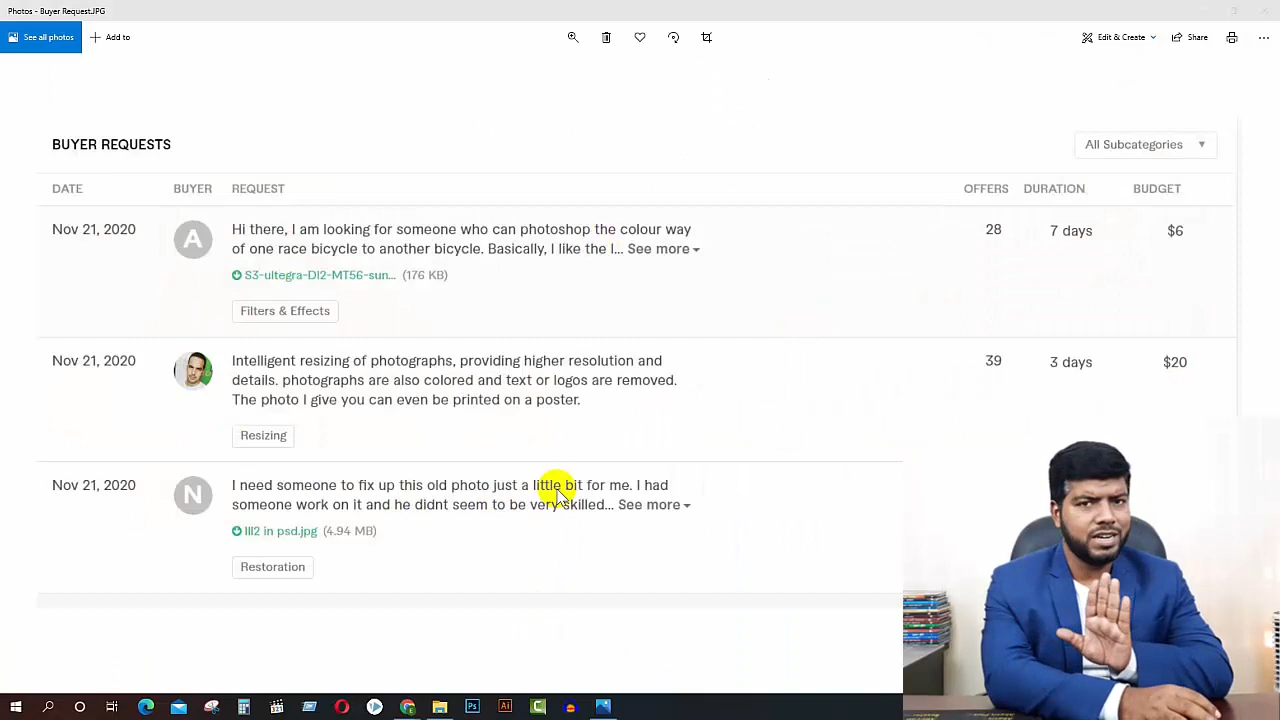 Photos - Buyer Request.JPG
See all photos
Add to
Edit & Create
Share
BUYER REQUESTS
All Subcategories
DATE BUYER REQUEST OFFERS DURATION BUDGET
Nov 21, 2020 A Hi there, I am looking for someone who can photoshop the colour way 28 7 days $6
of one race bicycle to another bicycle. Basically, I like the l... See more
S3-ultegra-DI2-MT56-sun... (176 KB)
Filters & Effects
Nov 21, 2020 Intelligent resizing of photographs, providing higher resolution and 39 3 days $20
details. photographs are also colored and text or logos are removed.
The photo I give you can even be printed on a poster.
Resizing
Nov 21, 2020 N I need someone to fix up this old photo just a little bit for me. I had
someone work on it and he didnt seem to be very skilled... See more
lll2 in psd.jpg (4.94 MB)
Restoration
Ps Ai